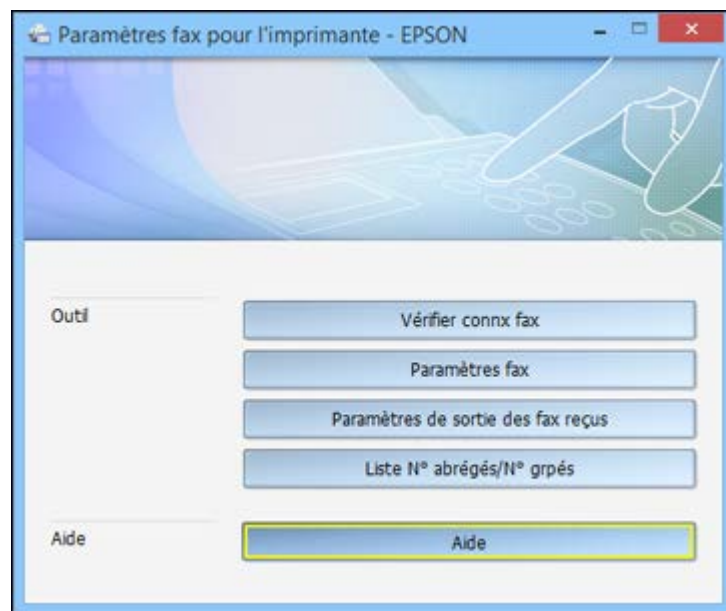 Paramètres fax pour l'imprimante - EPSON
Outil
Vérifier connx fax
Paramètres fax
Paramètres de sortie des fax reçus
Liste N° abrégés/N° grpés
Aide
Aide